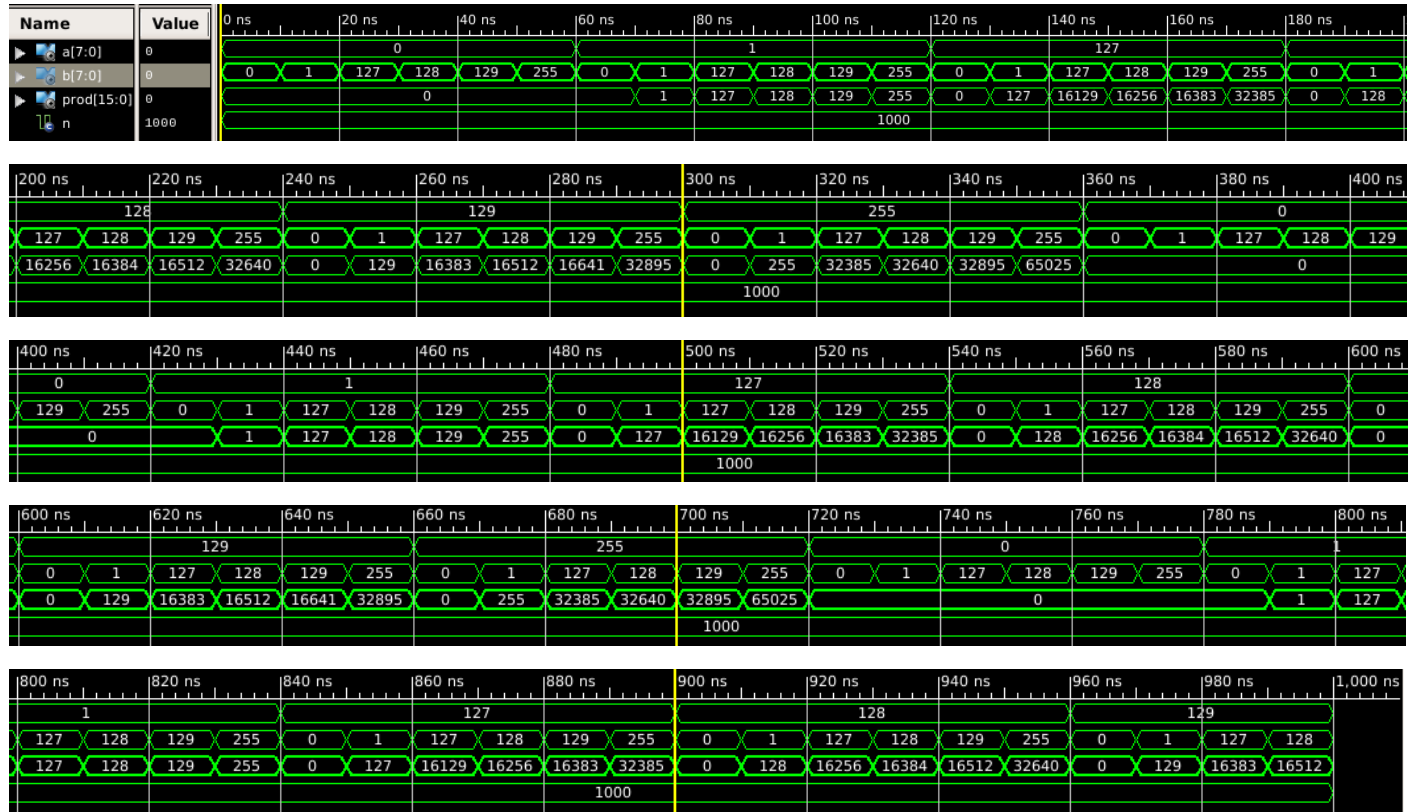 Name Value 0 ns 20 ns 40 ns 60 ns 80 ns 100 ns 120 ns 140 ns 160 ns 180 ns
a[7:0] 0 0 1 127
b[7:0] 0 0 1 127 128 129 255 0 1 127 128 129 255 0 1 127 128 129 255 0 1
prod[15:0] 0 0 1 127 128 129 255 0 127 16129 16256 16383 32385 0 128
n 1000 1000
200 ns 220 ns 240 ns 260 ns 280 ns 300 ns 320 ns 340 ns 360 ns 380 ns 400 ns
128 129 255 0
127 128 129 255 0 1 127 128 129 255 0 1 127 128 129 255 0 1 127 128 129
16256 16384 16512 32640 0 129 16383 16512 16641 32895 0 255 32385 32640 32895 65025 0
1000
400 ns 420 ns 440 ns 460 ns 480 ns 500 ns 520 ns 540 ns 560 ns 580 ns 600 ns
0 1 127 128
129 255 0 1 127 128 129 255 0 1 127 128 129 255 0 1 127 128 129 255 0
0 1 127 128 129 255 0 127 16129 16256 16383 32385 0 128 16256 16384 16512 32640 0
1000
600 ns 620 ns 640 ns 660 ns 680 ns 700 ns 720 ns 740 ns 760 ns 780 ns 800 ns
129 255 0 1
0 1 127 128 129 255 0 1 127 128 129 255 0 1 127 128 129 255 0 1 127
0 129 16383 16512 16641 32895 0 255 32385 32640 32895 65025 0 1 127
1000
800 ns 820 ns 840 ns 860 ns 880 ns 900 ns 920 ns 940 ns 960 ns 980 ns 1,000 ns
1 127 128 129
127 128 129 255 0 1 127 128 129 255 0 1 127 128 129 255 0 1 127 128
127 128 129 255 0 127 16129 16256 16383 32385 0 128 16256 16384 16512 32640 0 129 16383 16512
1000